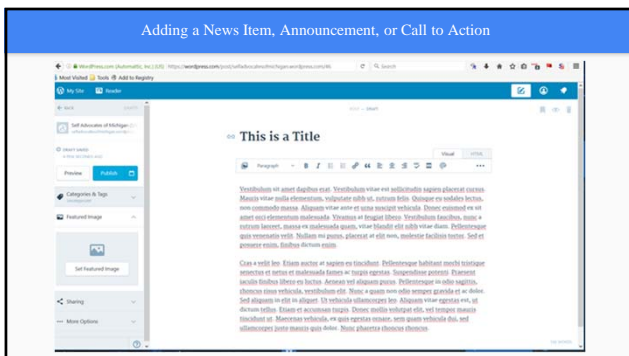 Adding a News Item, Announcement, or Call to Action
WordPress.com (Automattic, Inc.) (US) https://wordpress.com/post/selfadvocatesofmichigan.wordpress.com/46
Search
Most Visited Tools Add to Registry
My Site Reader
Back
Self Advocates of Michigan
DRAFT
This is a Title
Visual HTML
Paragraph B I
Preview Publish
Categories & Tags
Featured Image
Set Featured Image
Sharing
More Options
Vestibulum sit amet dapibus erat. Vestibulum vitae est sollicitudin sapien placerat cursus.
Mauris vitae nulla elementum, vulputate nibh ut, rutrum felis. Quisque eu sodales lectus,
non commodo massa. Aliquam vitae ante et urna suscipit vehicula. Donec euismod ex sit
amet orci elementum malesuada. Vivamus at feugiat libero. Vestibulum faucibus, nunc a
rutrum laoreet, massa ex malesuada quam, vitae blandit elit nibh vitae diam. Pellentesque
quis venenatis velit. Nullam mi purus, placerat at elit non, molestie facilisis tortor. Sed et
posuere enim, finibus dictum enim.
Cras a velit leo. Etiam auctor at sapien eu tincidunt. Pellentesque habitant morbi tristique
senectus et netus et malesuada fames ac turpis egestas. Suspendisse potenti. Praesent
iaculis finibus libero eu luctus. Aenean vel aliquam purus. Pellentesque in odio sagittis,
rhoncus risus vehicula, vestibulum elit. Nunc a quam non odio semper gravida et ac dolor.
Sed aliquam in elit in aliquet. Ut vehicula ullamcorper leo. Aliquam vitae egestas est, ut
dictum tellus. Etiam et accumsan turpis. Donec mollis volutpat elit, vel tempor mauris
tincidunt ut. Maecenas vehicula, ex quis egestas ornare, sem quam vehicula dui, sed
ullamcorper justo mauris quis dolor. Nunc pharetra rhoncus rhoncus.